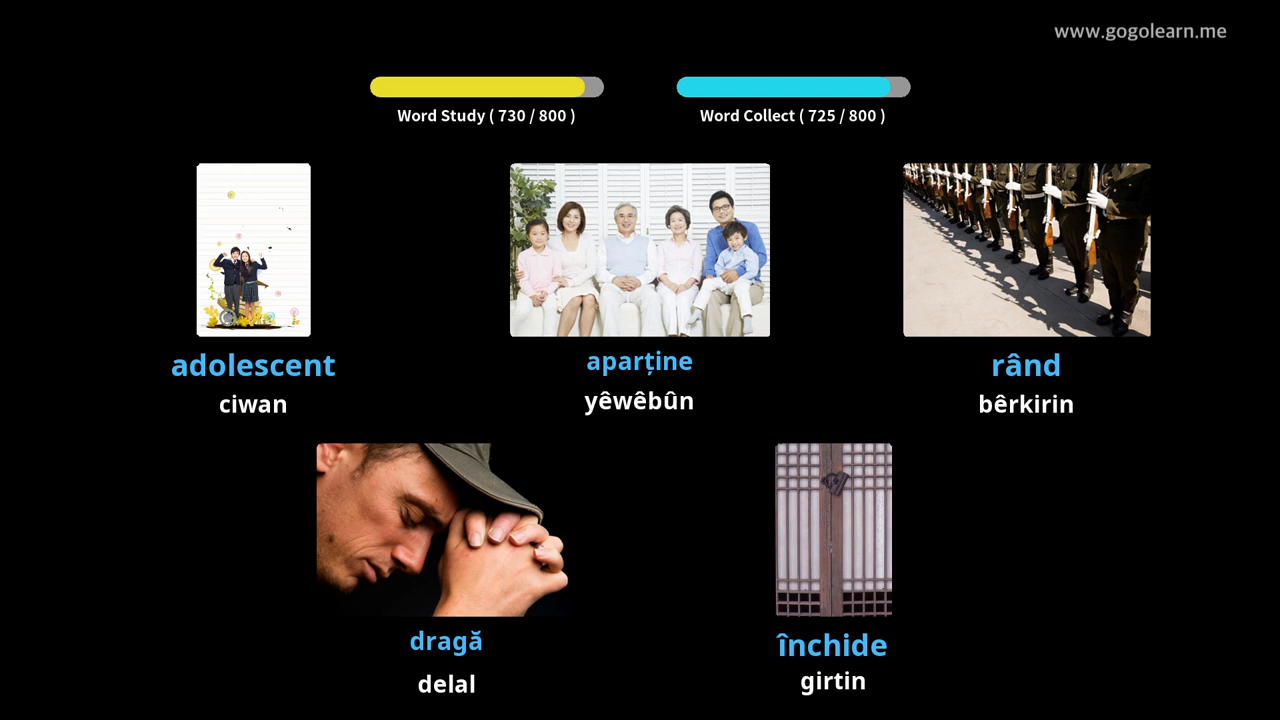 www.gogolearn.me
Word Study ( 730 / 800 )
Word Collect ( 725 / 800 )
adolescent
ciwan
aparține
yêwêbûn
rând
bêrkirin
dragă
delal
închide
girtin